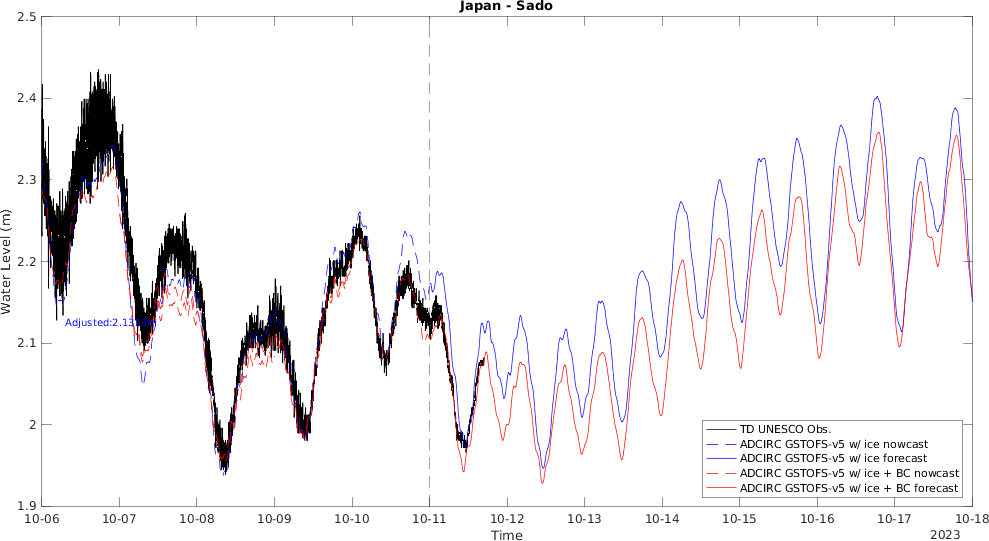 Japan - Sado
2.5
2.4
2.3
2.2
2.1
2
1.9
Water Level (m)
Adjusted:2.13
10-06 10-07 10-08 10-09 10-10 10-11 10-12 10-13 10-14 10-15 10-16 10-17 10-18
Time
2023
TD UNESCO Obs.
ADCIRC GSTOFS-v5 w/ ice nowcast
ADCIRC GSTOFS-v5 w/ ice forecast
ADCIRC GSTOFS-v5 w/ ice + BC nowcast
ADCIRC GSTOFS-v5 w/ ice + BC forecast